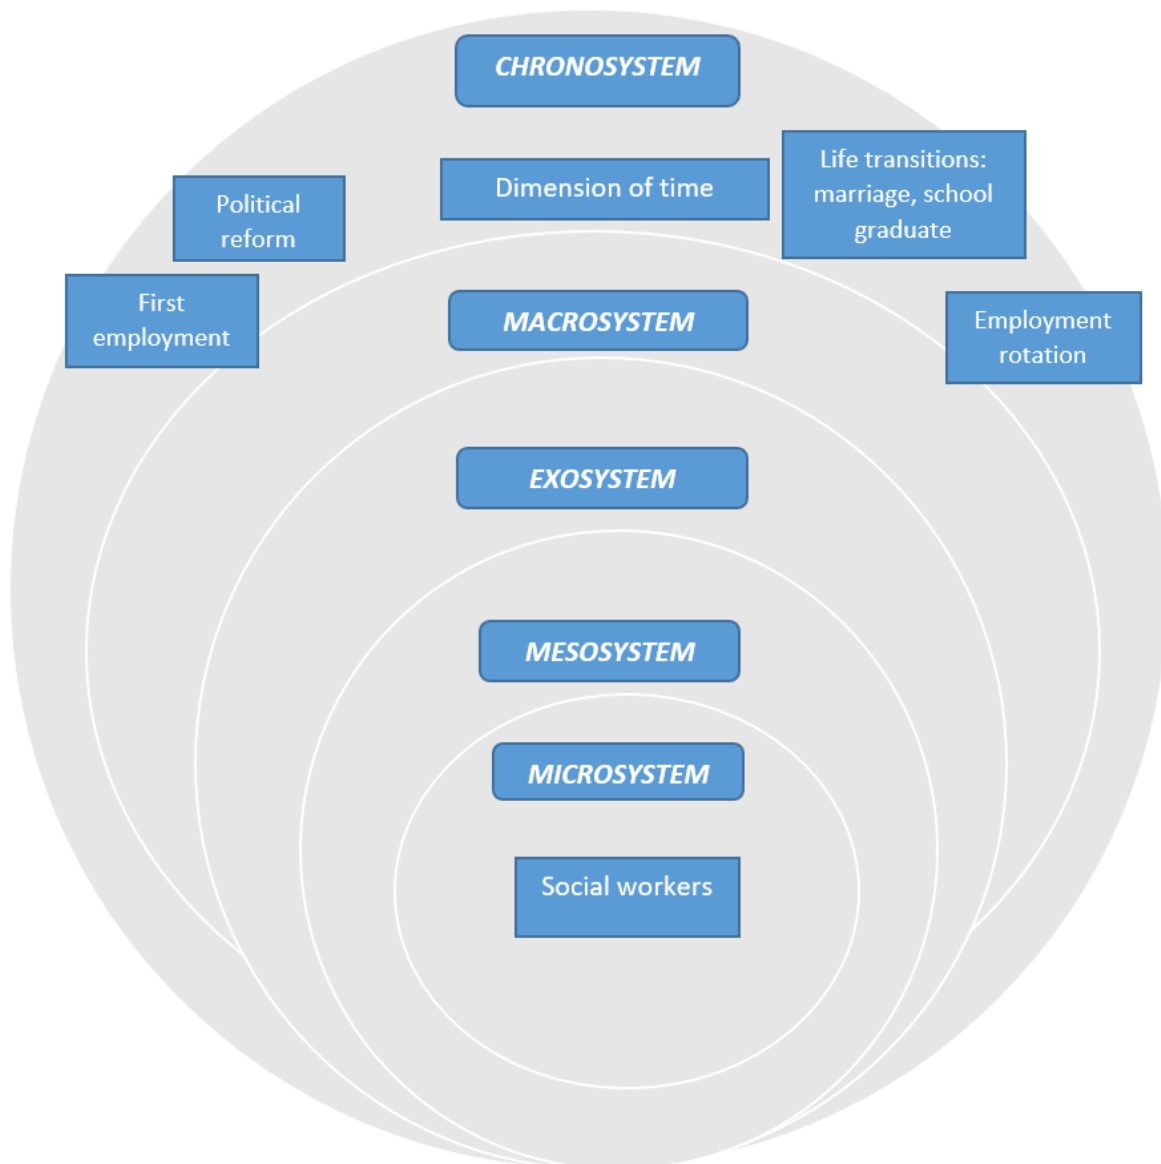 CHRONOSYSTEM
Life transitions:
marriage, school
graduate
Dimension of time
Political
reform
First
employment
MACROSYSTEM
Employment
rotation
EXOSYSTEM
MESOSYSTEM
MICROSYSTEM
Social workers